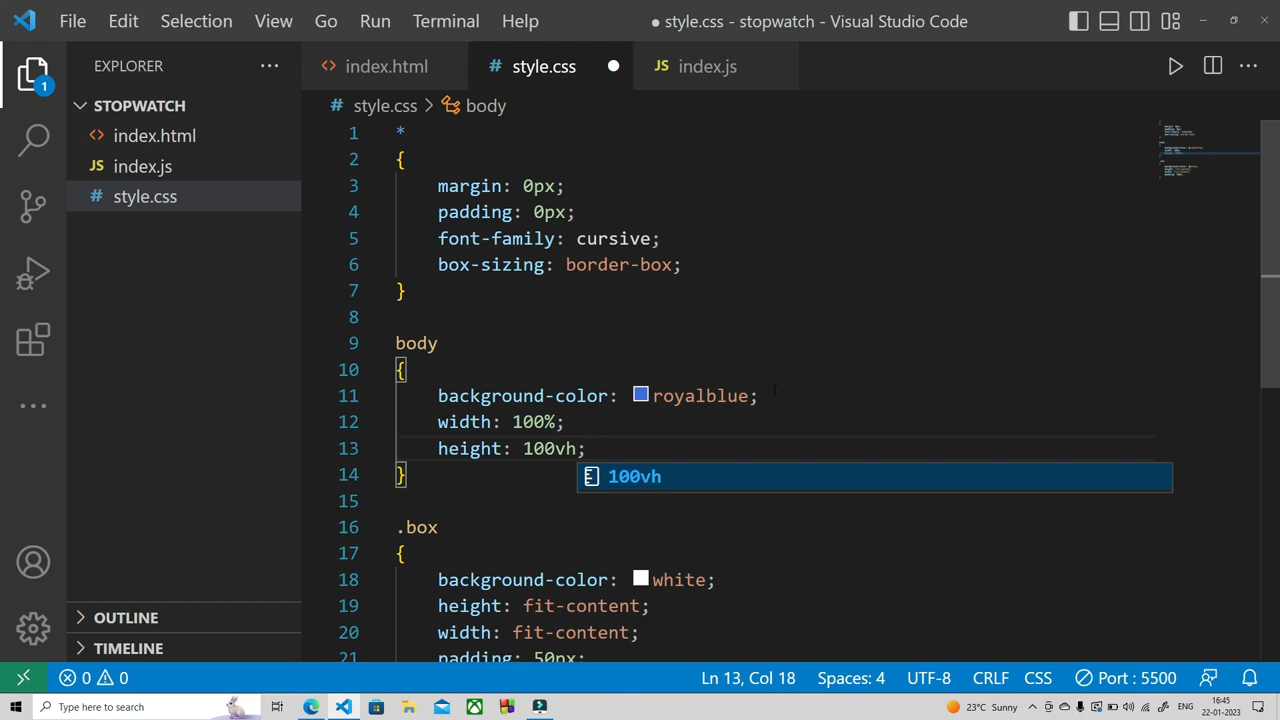 File Edit Selection View Go Run Terminal Help ● style.css - stopwatch - Visual Studio Code
EXPLORER ··· <> index.html # style.css ● JS index.js ···
1
STOPWATCH
# style.css > body
<> index.html
JS index.js
# style.css
1 *
2 {
3 margin: 0px;
4 padding: 0px;
5 font-family: cursive;
6 box-sizing: border-box;
7 }
8
9 body
10 {
11 background-color: royalblue;
12 width: 100%;
13 height: 100vh;
14 }
100vh
15
16 .box
17 {
18 background-color: white;
19 height: fit-content;
20 width: fit-content;
21 padding: 50px;
OUTLINE
TIMELINE
0 0 Ln 13, Col 18 Spaces: 4 UTF-8 CRLF CSS Port : 5500
Type here to search 23°C Sunny ENG 16:45
22-01-2023